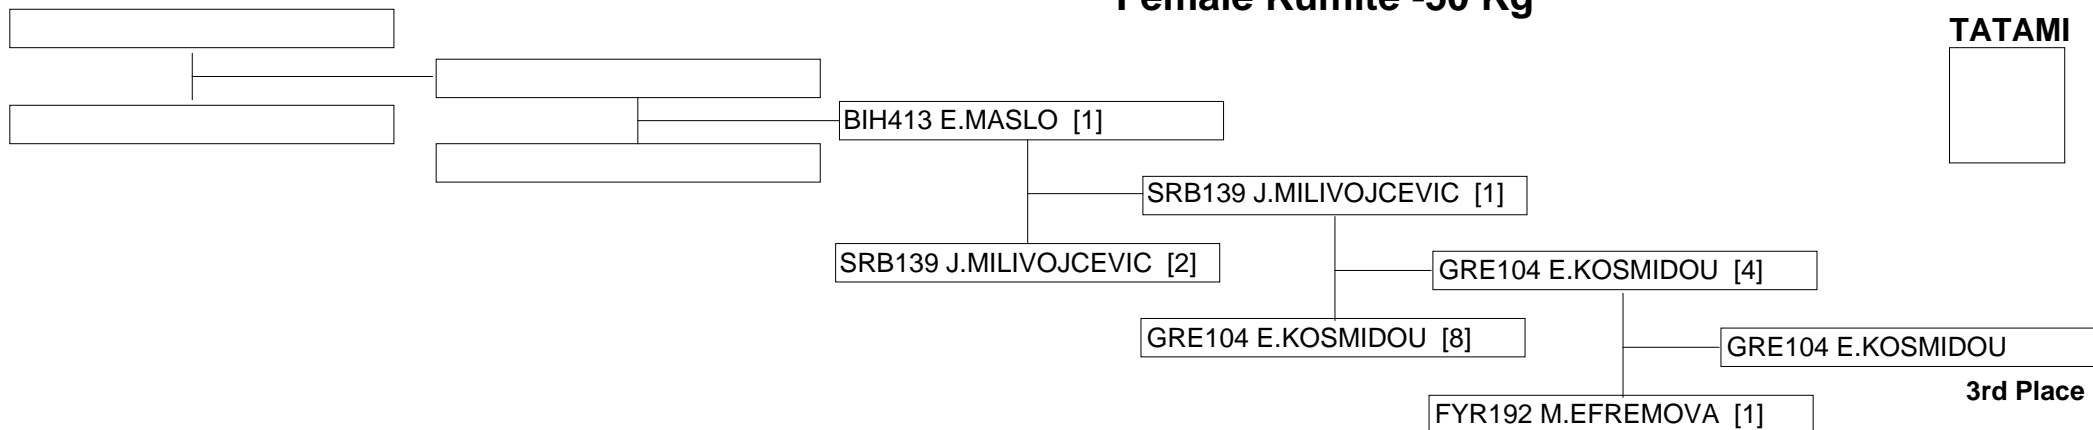 Female Kumite -50 Kg
TATAMI
BIH413 E.MASLO [1]
SRB139 J.MILIVOJCEVIC [1]
SRB139 J.MILIVOJCEVIC [2]
GRE104 E.KOSMIDOU [4]
GRE104 E.KOSMIDOU [8]
GRE104 E.KOSMIDOU
3rd Place
FYR192 M.EFREMOVA [1]